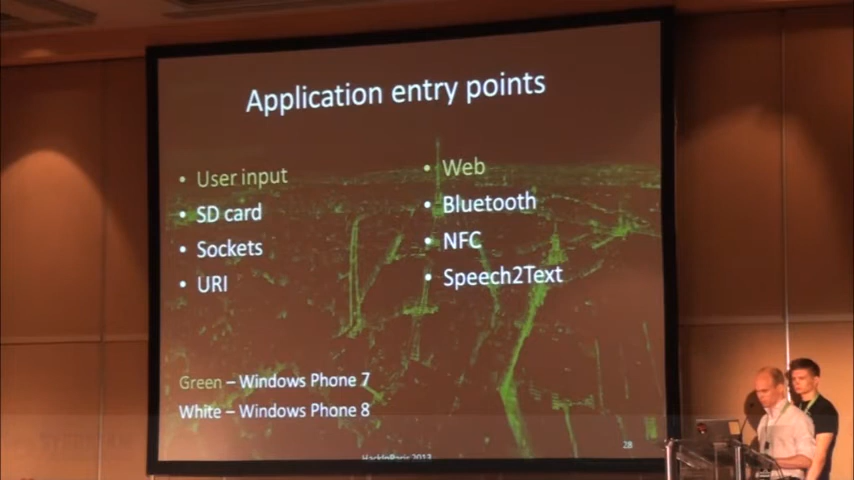 Application entry points
• User input
• SD card
• Sockets
• URI
• Web
• Bluetooth
• NFC
• Speech2Text
Green – Windows Phone 7
White – Windows Phone 8
HackInParis 2013
28